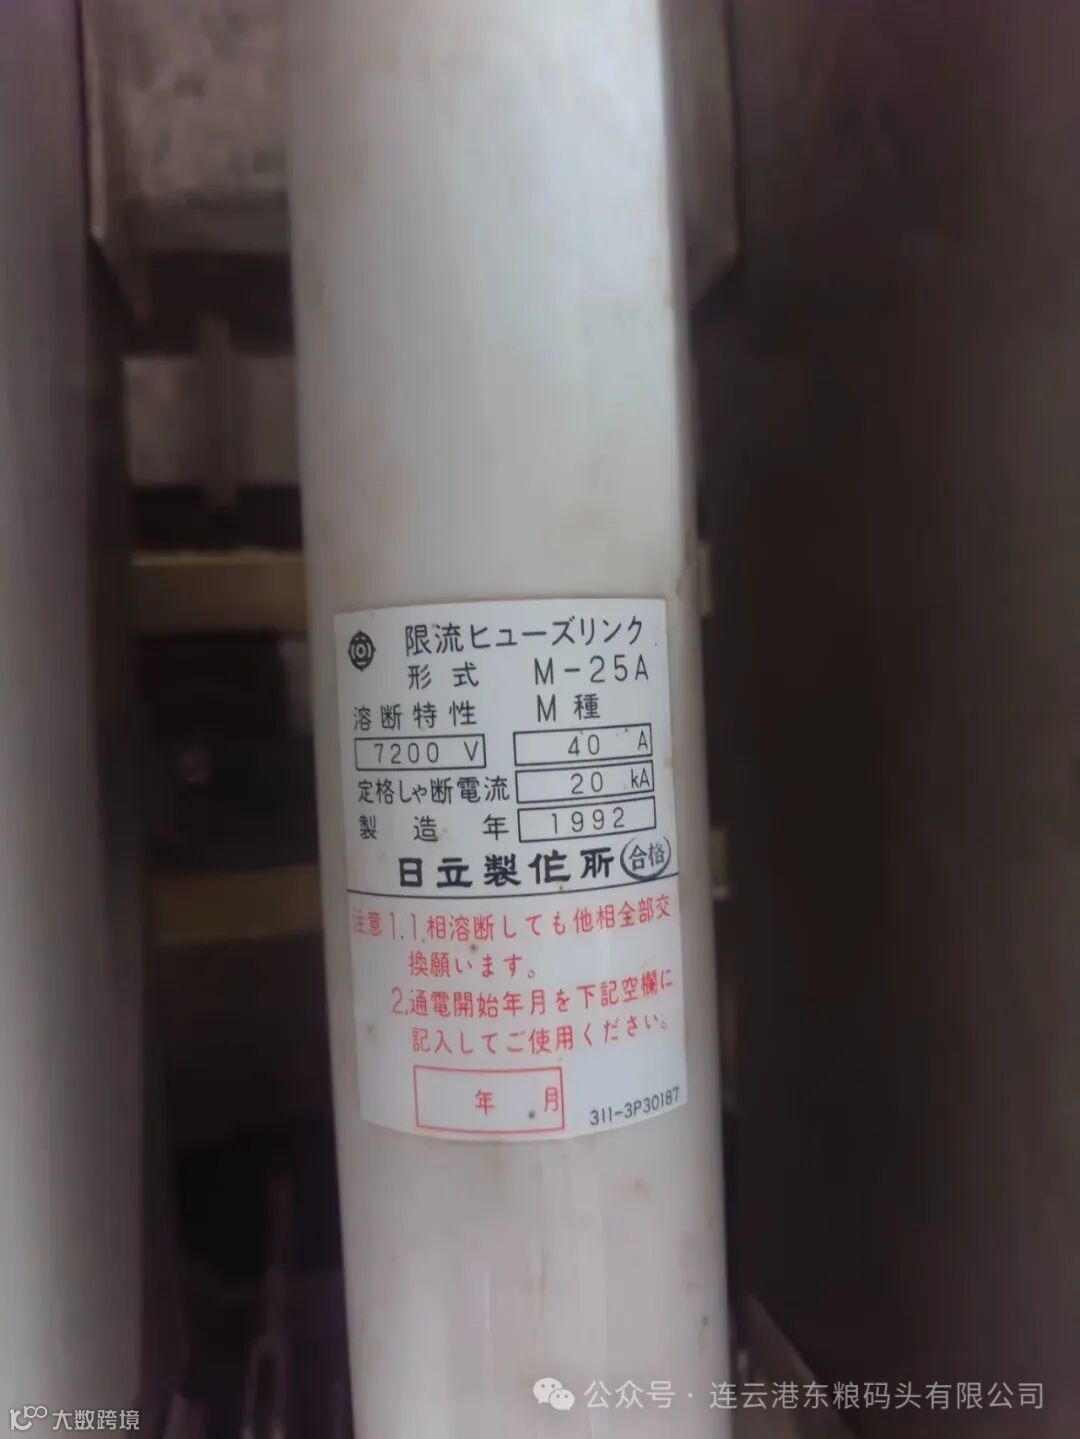 限流ヒューズリンク
形式 M-25A
溶断特性 M種
7200 V 40 A
定格しゃ断電流 20 kA
製造年 1992
日立製作所 合格
注意 1.1相溶断しても他相全部交
換願います。
2.通電開始年月を下記空欄に
記入してご使用ください。
年 月
311-3P30187
公众号·连云港东粮码头有限公司
大数跨境